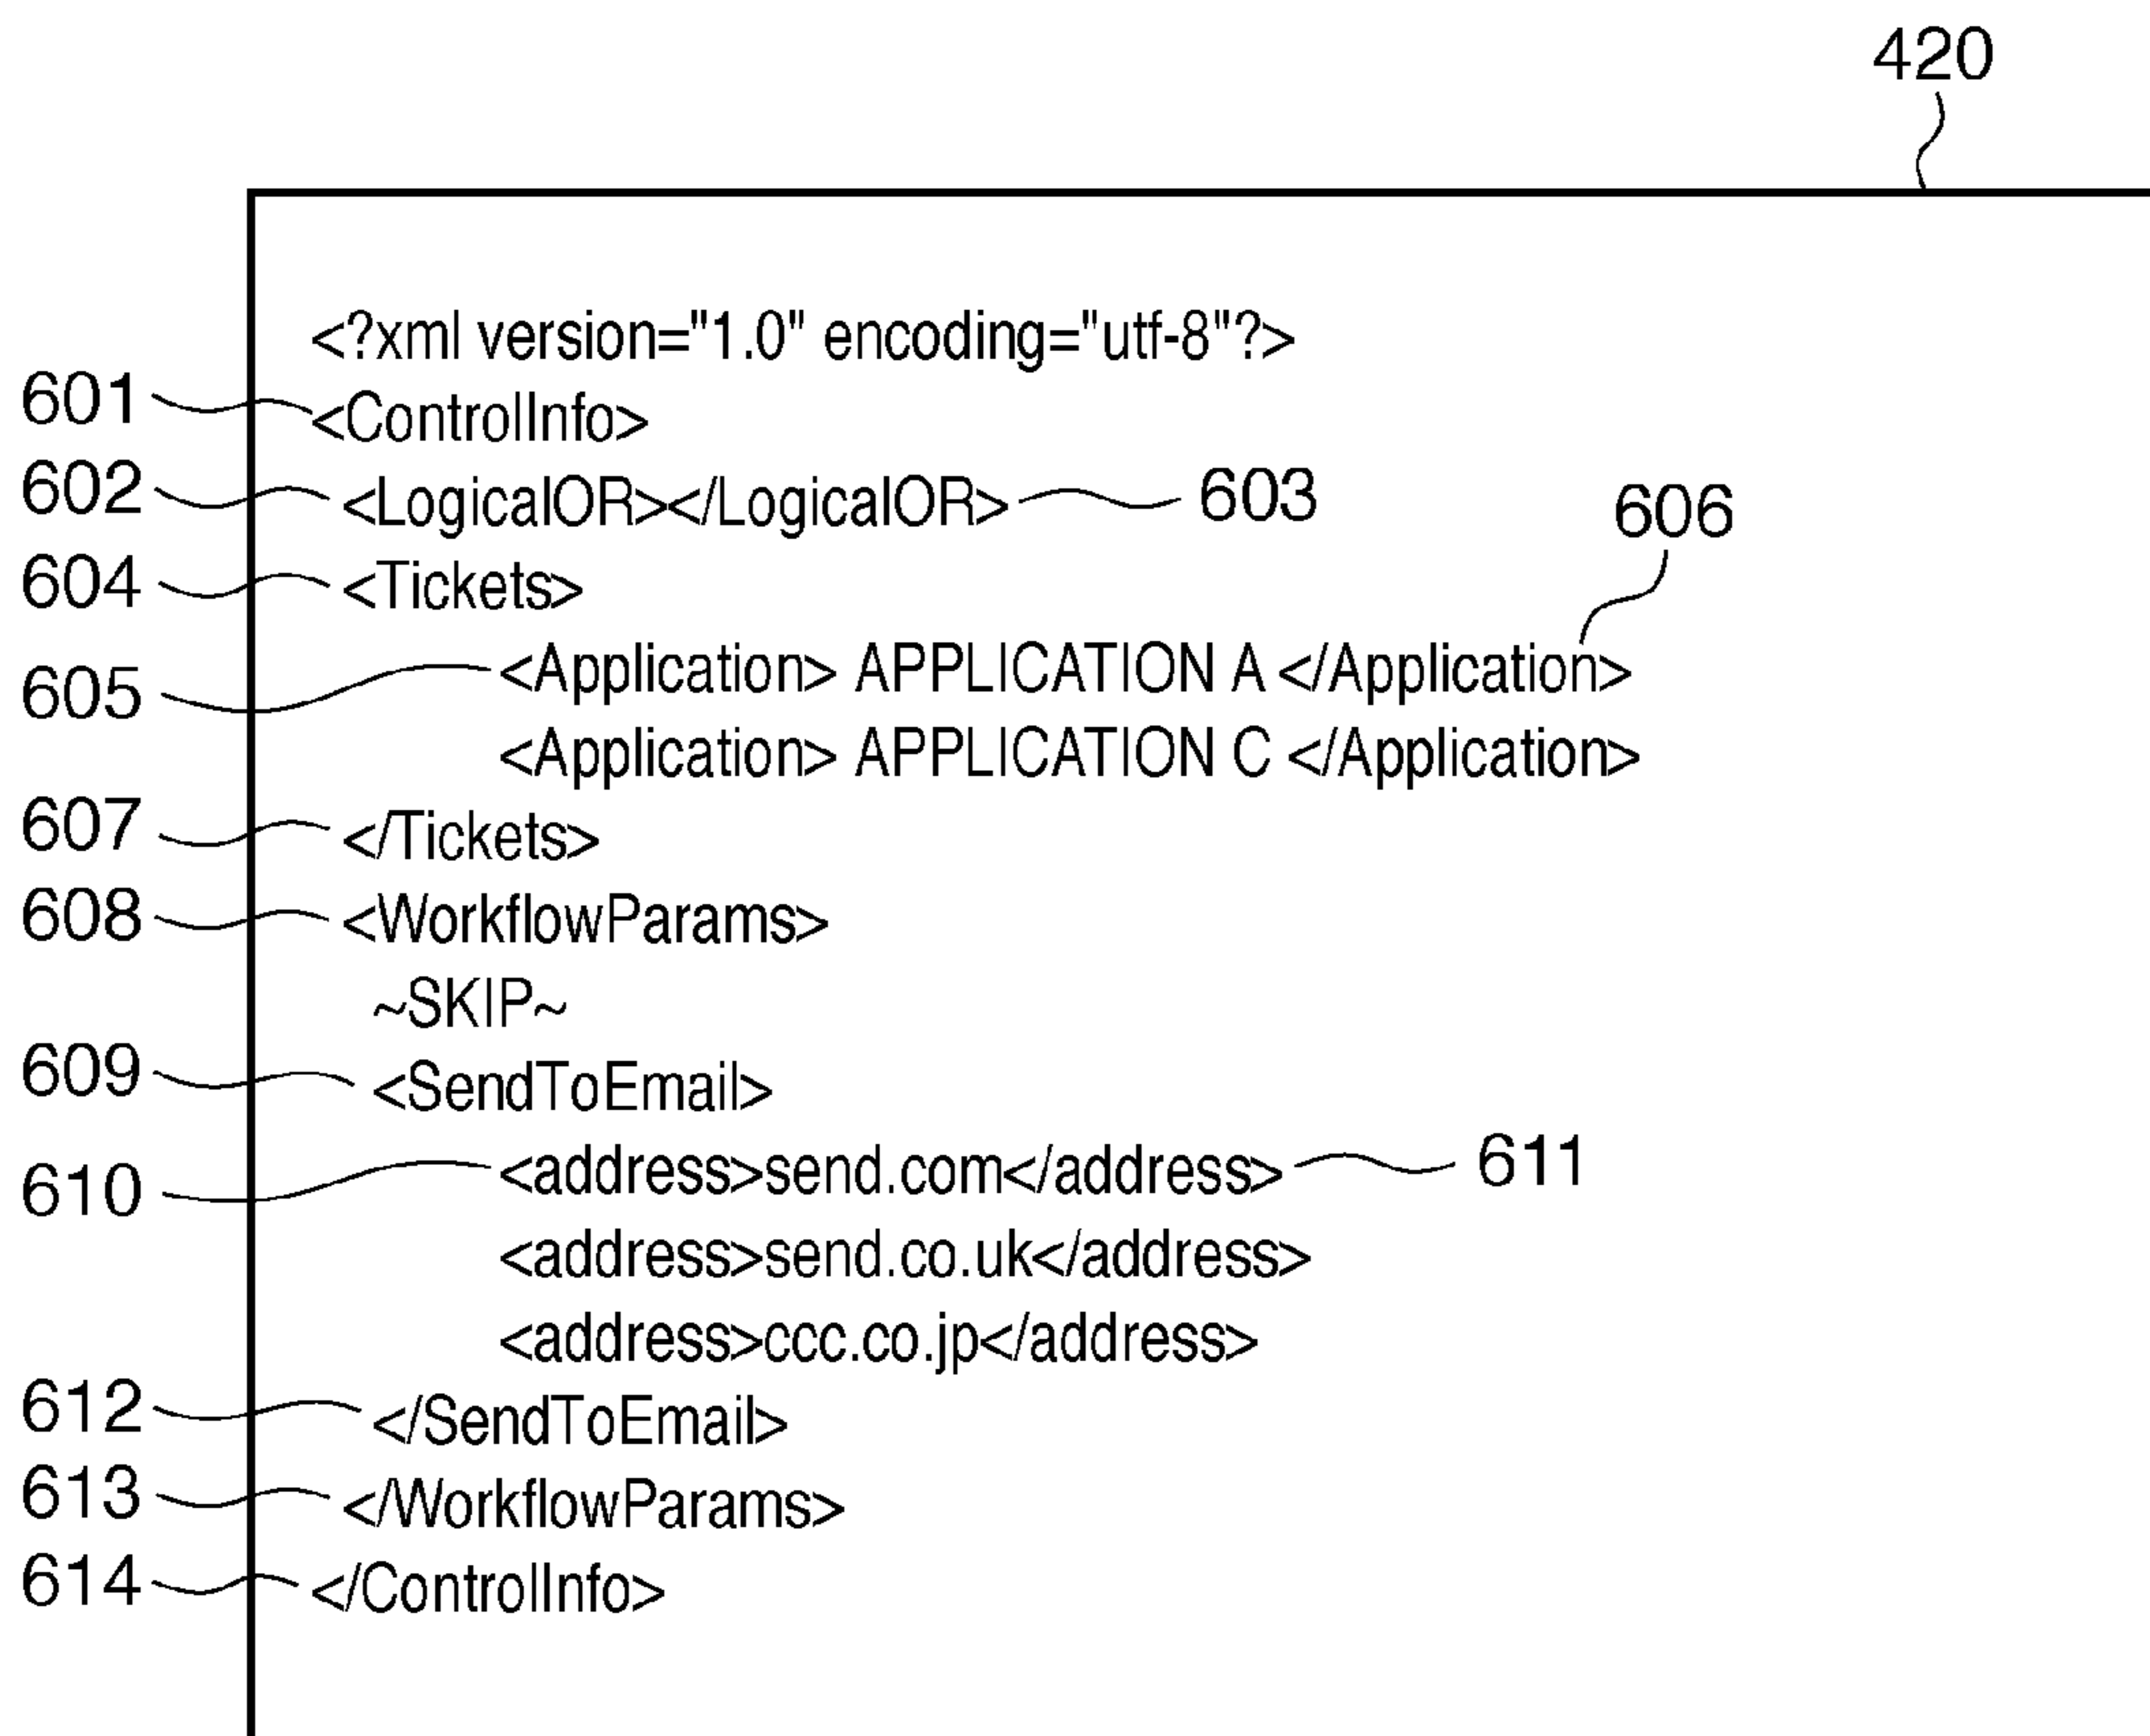 420
<?xml version="1.0" encoding="utf-8"?>
601 <ControlInfo>
602 <LogicalOR></LogicalOR> 603 606
604 <Tickets>
605 <Application> APPLICATION A </Application>
<Application> APPLICATION C </Application>
607 </Tickets>
608 <WorkflowParams>
~SKIP~
609 <SendToEmail>
610 <address>send.com</address> 611
<address>send.co.uk</address>
<address>ccc.co.jp</address>
612 </SendToEmail>
613 </WorkflowParams>
614 </ControlInfo>